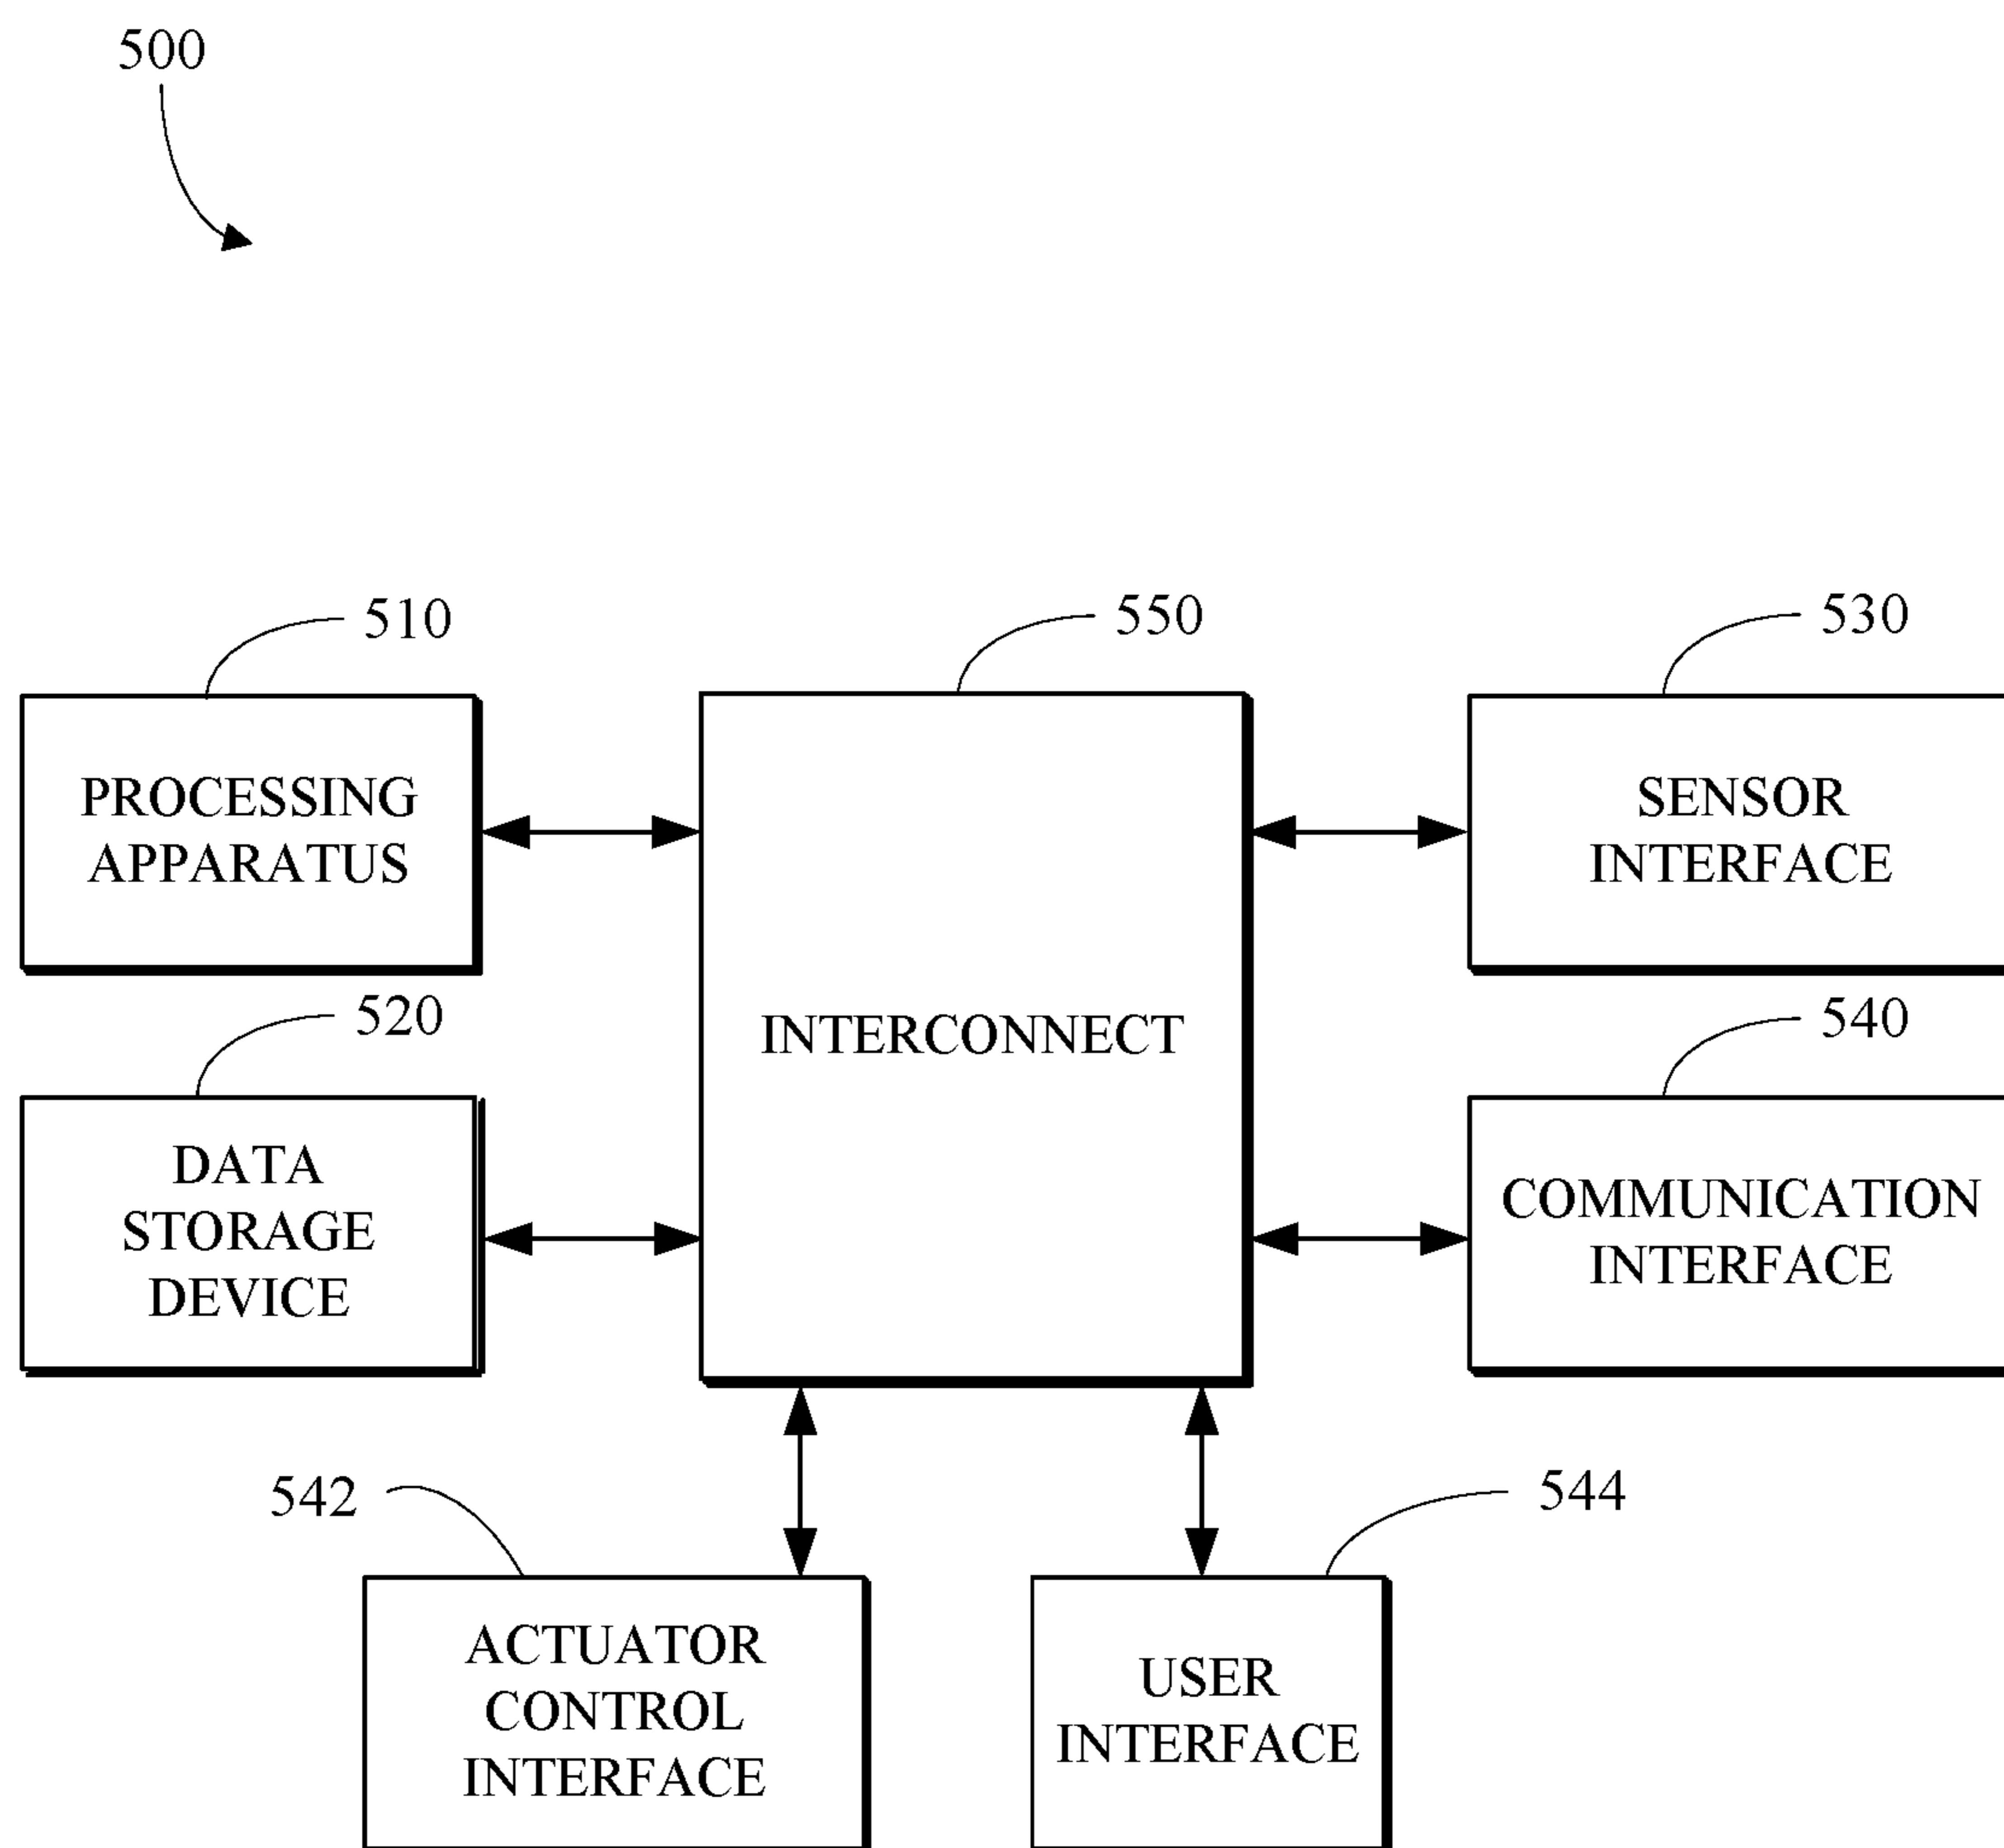 500
510
550
530
PROCESSING
APPARATUS
SENSOR
INTERFACE
520
INTERCONNECT
540
DATA
STORAGE
DEVICE
COMMUNICATION
INTERFACE
542
544
ACTUATOR
CONTROL
INTERFACE
USER
INTERFACE